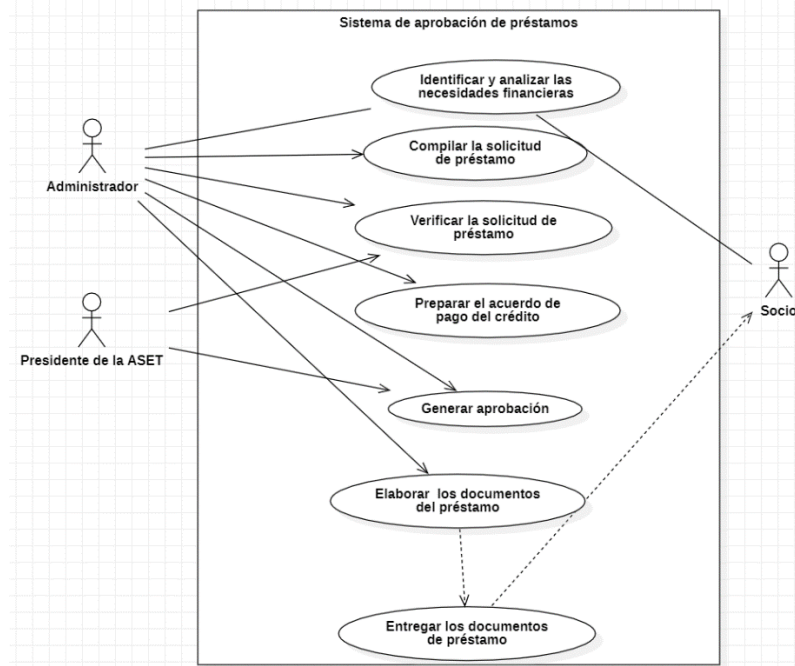 Sistema de aprobación de préstamos
Identificar y analizar las
necesidades financieras
Compilar la solicitud
de préstamo
Administrador
Verificar la solicitud de
préstamo
Preparar el acuerdo de
pago del crédito
Socio
Presidente de la ASET
Generar aprobación
Elaborar los documentos
del préstamo
Entregar los documentos
de préstamo